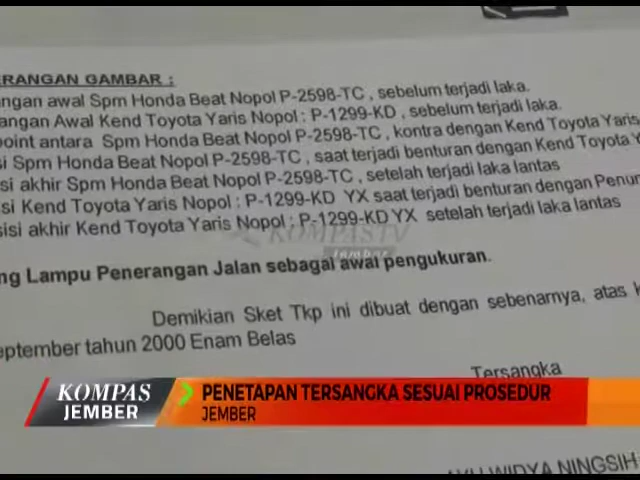 ERANGAN GAMBAR :
ngan awal Spm Honda Beat Nopol P-2598-TC , sebelum terjadi laka.
angan Awal Kend Toyota Yaris Nopol : P-1299-KD , sebelum terjadi laka.
point antara Spm Honda Beat Nopol P-2598-TC , kontra dengan Kend Toyota Yaris
si Spm Honda Beat Nopol P-2598-TC , saat terjadi benturan dengan Kend Toyota Y
si akhir Spm Honda Beat Nopol P-2598-TC , setelah terjadi laka lantas
si Kend Toyota Yaris Nopol : P-1299-KD YX saat terjadi benturan dengan Penum
sisi akhir Kend Toyota Yaris Nopol : P-1299-KD YX setelah terjadi laka lantas
KOMPASTV
Jember
ng Lampu Penerangan Jalan sebagai awal pengukuran.
Demikian Sket Tkp ini dibuat dengan sebenarnya, atas
eptember tahun 2000 Enam Belas
Tersangka
KOMPAS JEMBER
PENETAPAN TERSANGKA SESUAI PROSEDUR
JEMBER
WIDYA NINGSIH